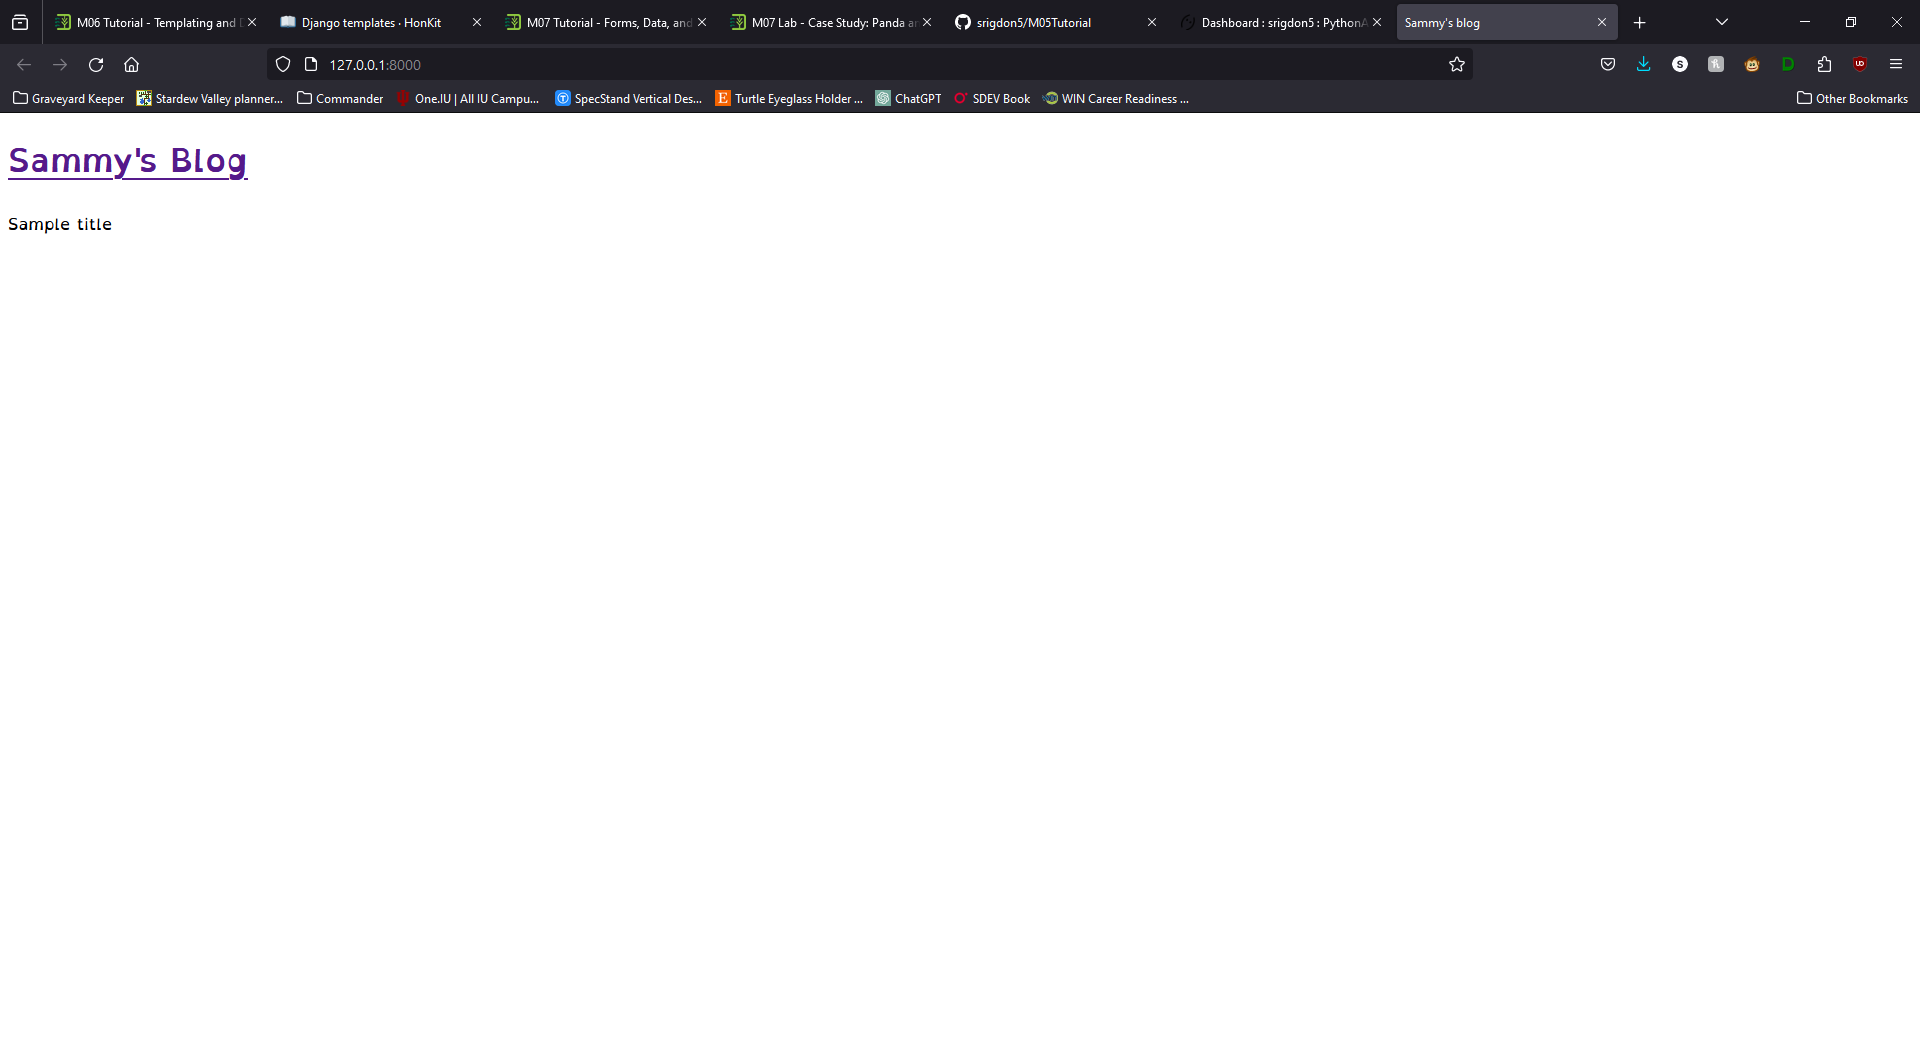 M06 Tutorial - Templating and
Django templates · HonKit
M07 Tutorial - Forms, Data, and
M07 Lab - Case Study: Panda
srigdon5/M05Tutorial
Dashboard : srigdon5 : PythonA
Sammy's blog
127.0.0.1:8000
S
D
UD
Graveyard Keeper
Stardew Valley planner...
Commander
One.IU | All IU Campu...
SpecStand Vertical Des...
E
Turtle Eyeglass Holder ...
ChatGPT
SDEV Book
WIN Career Readiness ...
Other Bookmarks
Sammy's Blog
Sample title